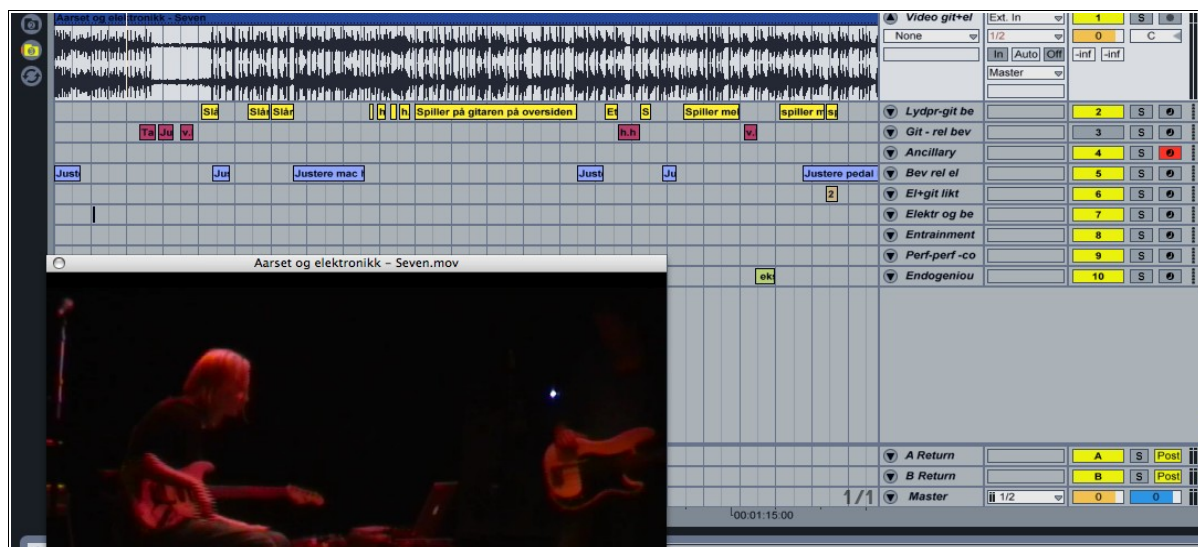 Aarset og elektronikk - Seven
Video git+el Ext. In 1 S
None 1/2 0 C
In Auto Off -inf -inf
Master
Slå Slår Slår h h. Spiller på gitaren på oversiden Et S Spiller mel spiller m sp Lydpr-git be 2 S
Ta Ju v. h.h v. Git - rel bev 3 S
Ancillary 4 S
Just Jus Justere mac Just Ju Justere pedal Bev rel el 5 S
2 El+git likt 6 S
Elektr og be 7 S
Entrainment 8 S
Aarset og elektronikk – Seven.mov Perf-perf -co 9 S
eks Endogeniou 10 S
A Return A S Post
B Return B S Post
1/1 Master ii 1/2 0 0
00:01:15:00